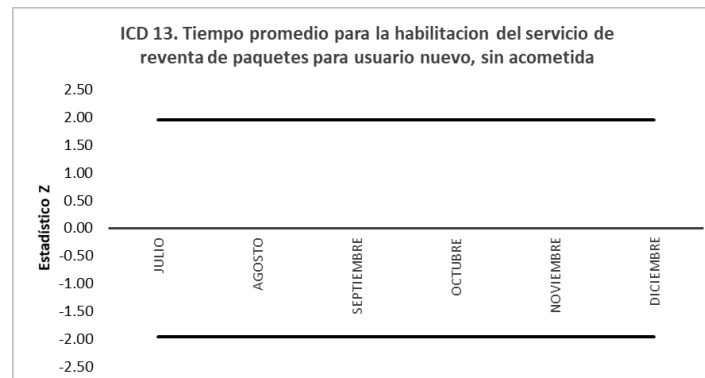 ICD 13. Tiempo promedio para la habilitacion del servicio de
reventa de paquetes para usuario nuevo, sin acometida
Estadístico Z
2.50
2.00
1.50
1.00
0.50
0.00
-0.50
-1.00
-1.50
-2.00
-2.50
JULIO
AGOSTO
SEPTIEMBRE
OCTUBRE
NOVIEMBRE
DICIEMBRE